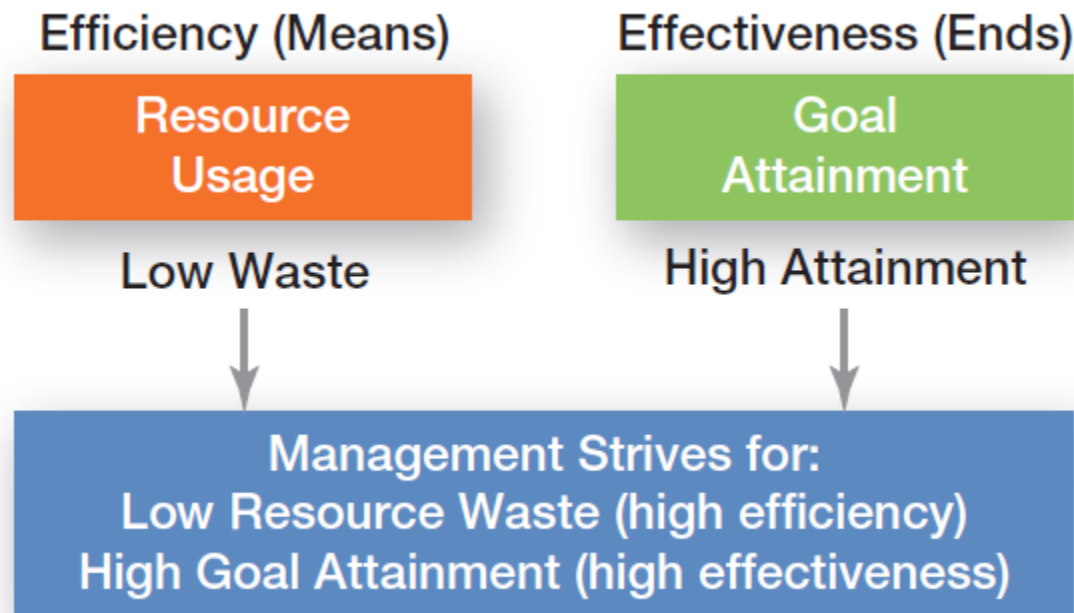 Efficiency (Means)
Effectiveness (Ends)
Resource
Usage
Goal
Attainment
Low Waste
High Attainment
Management Strives for:
Low Resource Waste (high efficiency)
High Goal Attainment (high effectiveness)